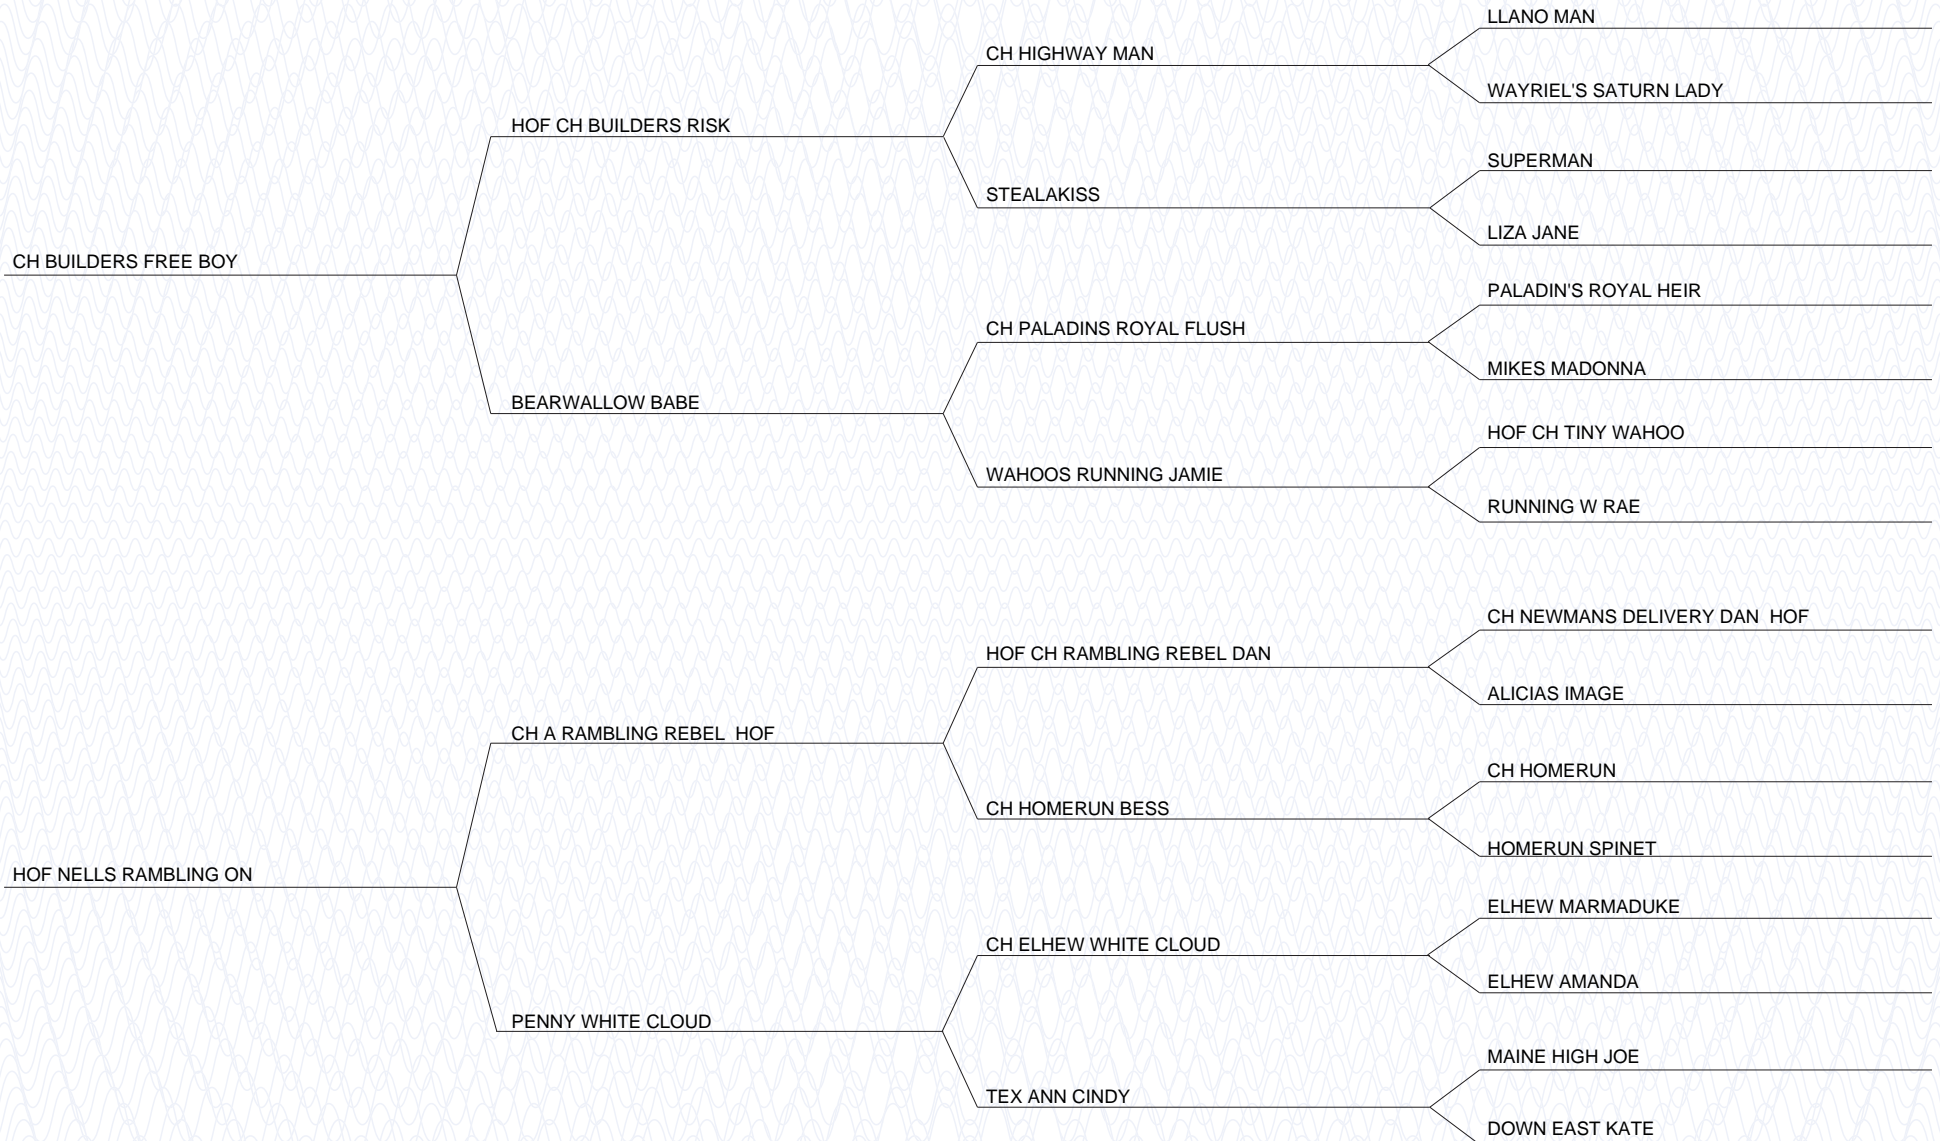 LLANO MAN
CH HIGHWAY MAN
WAYRIEL'S SATURN LADY
HOF CH BUILDERS RISK
SUPERMAN
STEALAKISS
LIZA JANE
CH BUILDERS FREE BOY
PALADIN'S ROYAL HEIR
CH PALADINS ROYAL FLUSH
MIKES MADONNA
BEARWALLOW BABE
HOF CH TINY WAHOO
WAHOOS RUNNING JAMIE
RUNNING W RAE
CH NEWMANS DELIVERY DAN  HOF
HOF CH RAMBLING REBEL DAN
ALICIAS IMAGE
CH A RAMBLING REBEL  HOF
CH HOMERUN
CH HOMERUN BESS
HOMERUN SPINET
HOF NELLS RAMBLING ON
ELHEW MARMADUKE
CH ELHEW WHITE CLOUD
ELHEW AMANDA
PENNY WHITE CLOUD
MAINE HIGH JOE
TEX ANN CINDY
DOWN EAST KATE